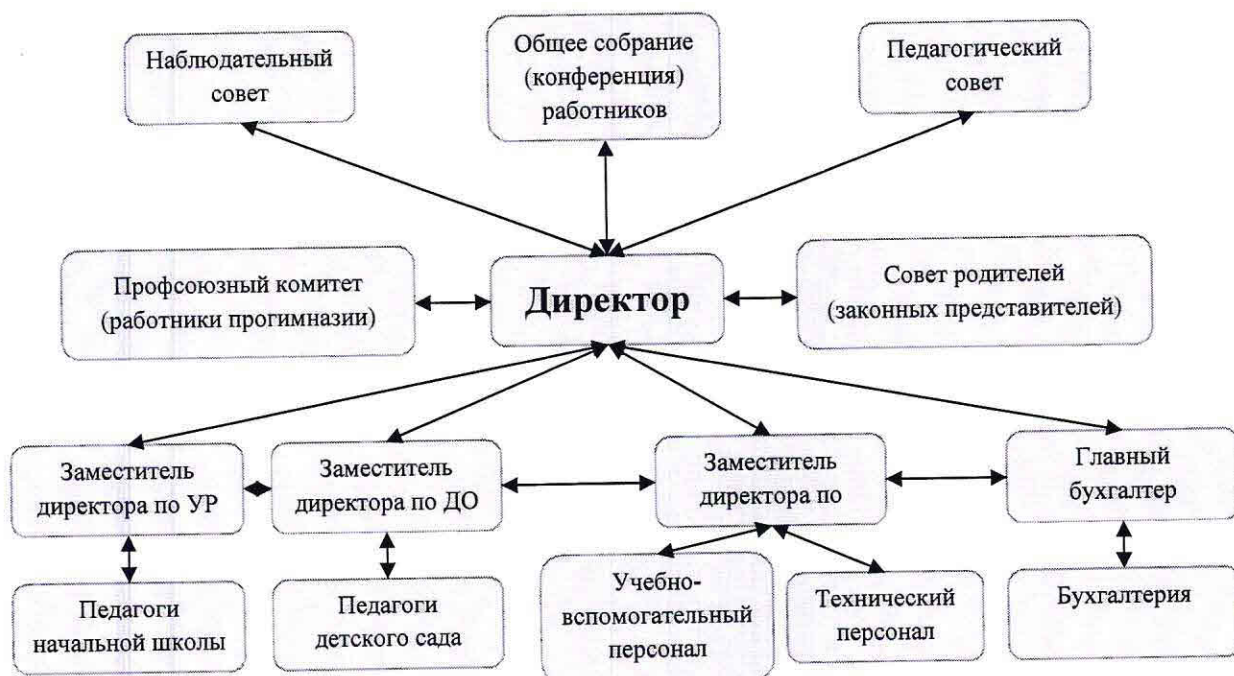 Наблюдательный
совет
Общее собрание
(конференция)
работников
Педагогический
совет
Профсоюзный комитет
(работники прогимназии)
Директор
Совет родителей
(законных представителей)
Заместитель
директора по УР
Заместитель
директора по ДО
Заместитель
директора по
Главный
бухгалтер
Педагоги
начальной школы
Педагоги
детского сада
Учебно-
вспомогательный
персонал
Технический
персонал
Бухгалтерия